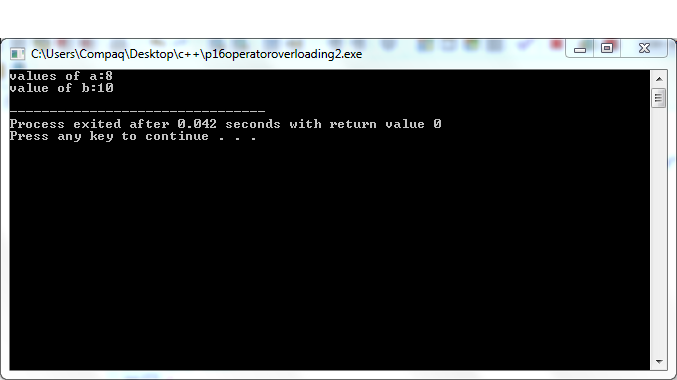 C:\Users\Compaq\Desktop\c++\p16operatoroverloading2.exe
values of a:8
value of b:10
--------------------------------
Process exited after 0.042 seconds with return value 0
Press any key to continue . . .